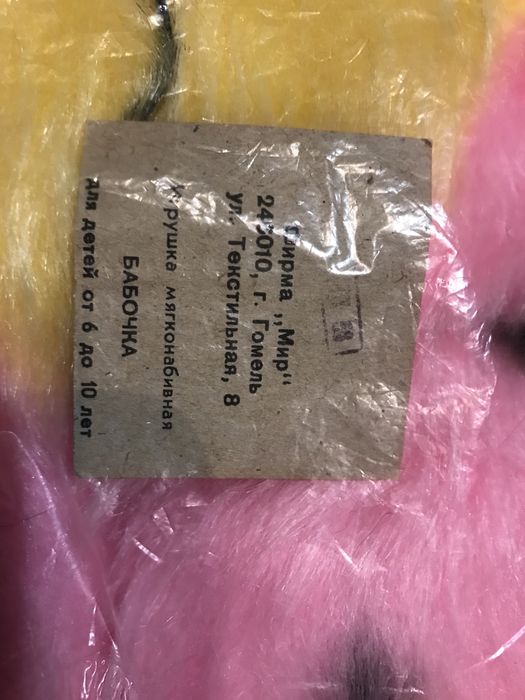 Фирма „Мир“
г. Гомель
ул. Текстильная, 8
Игрушка мягконабивная
БАБОЧКА
для детей от 6 до 10 лет